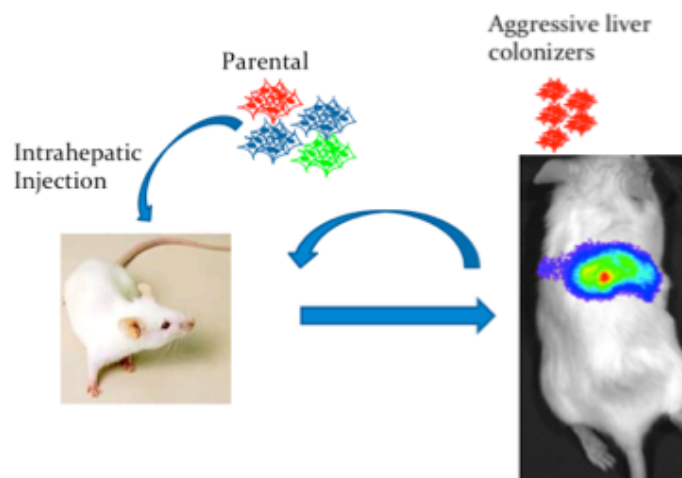 Aggressive liver
colonizers
Parental
Intrahepatic
Injection